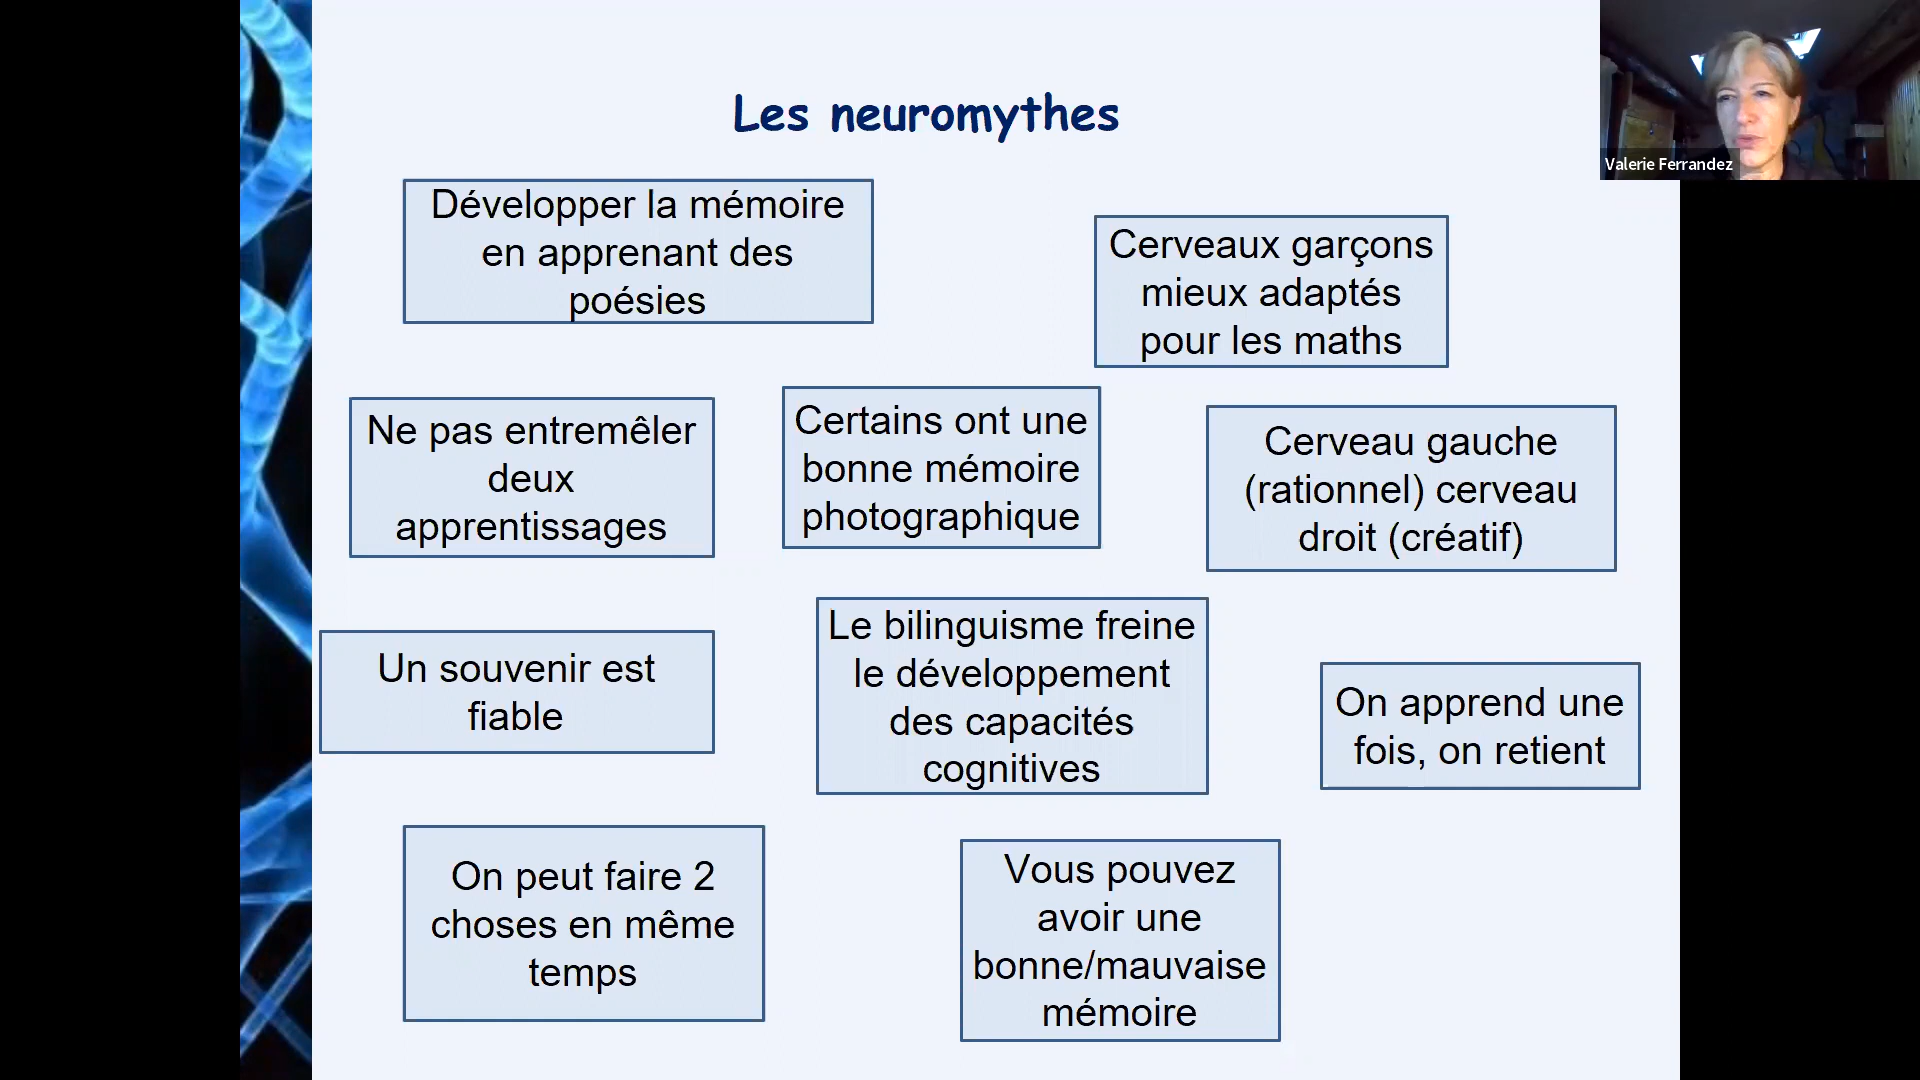 Les neuromythes
Valerie Ferrandez
Développer la mémoire
en apprenant des
poésies
Cerveaux garçons
mieux adaptés
pour les maths
Ne pas entremêler
deux
apprentissages
Certains ont une
bonne mémoire
photographique
Cerveau gauche
(rationnel) cerveau
droit (créatif)
Un souvenir est
fiable
Le bilinguisme freine
le développement
des capacités
cognitives
On apprend une
fois, on retient
On peut faire 2
choses en même
temps
Vous pouvez
avoir une
bonne/mauvaise
mémoire